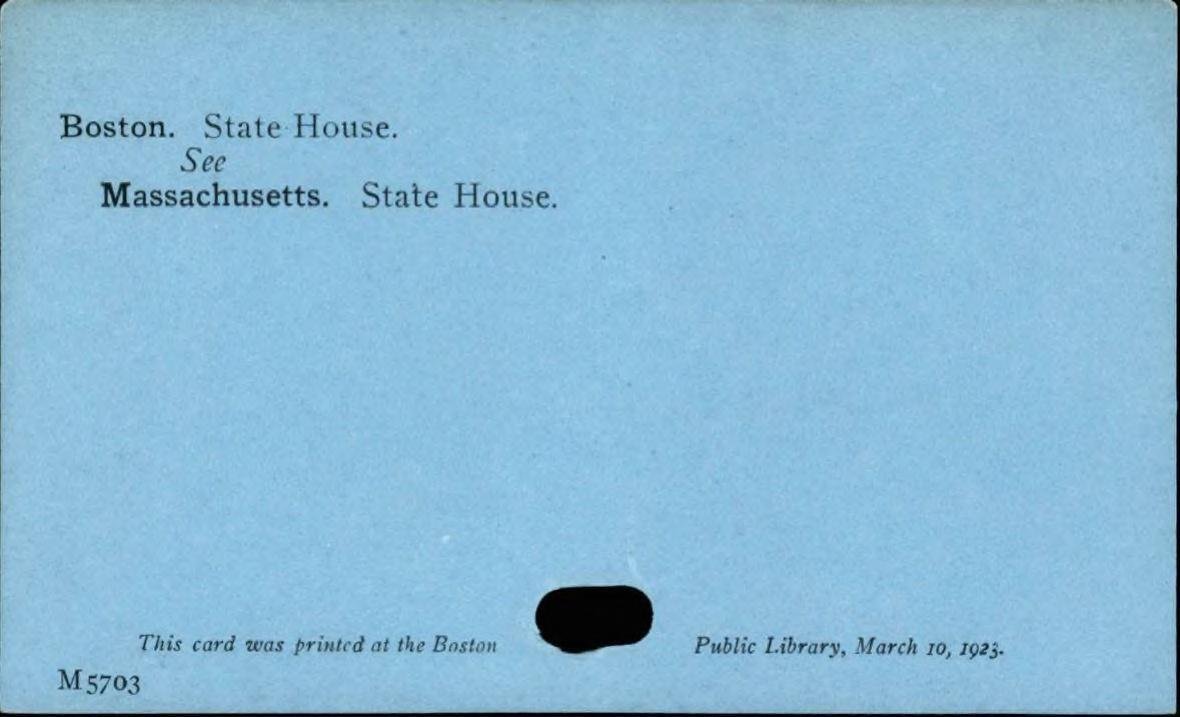 Boston. State House.
See
Massachusetts. State House.
This card was printed at the Boston Public Library, March 10, 1923.
M5703